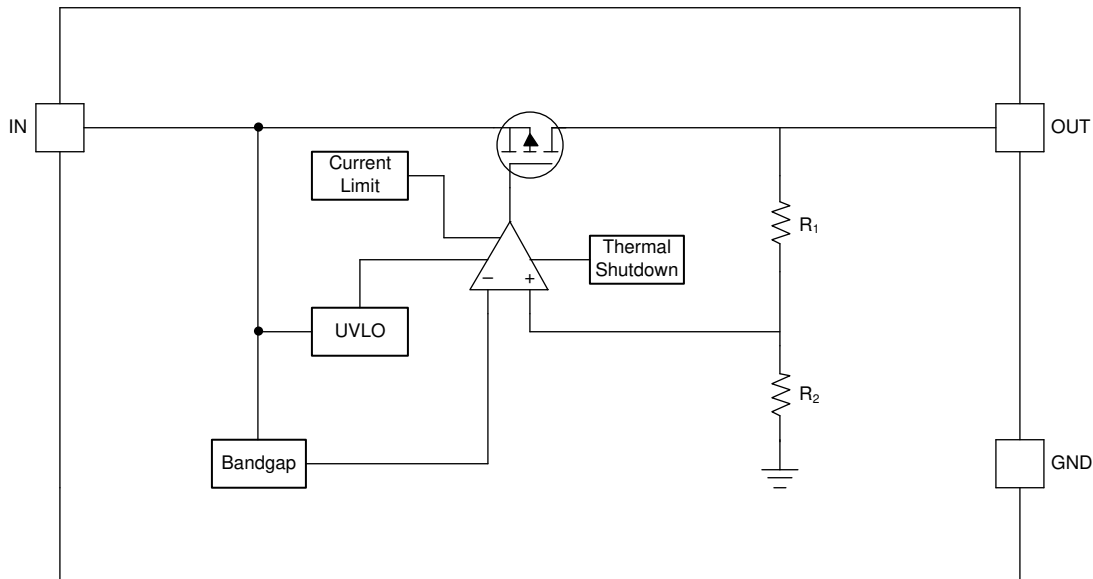 IN
OUT
Current
Limit
R1
Thermal
Shutdown
− +
UVLO
R2
Bandgap
GND